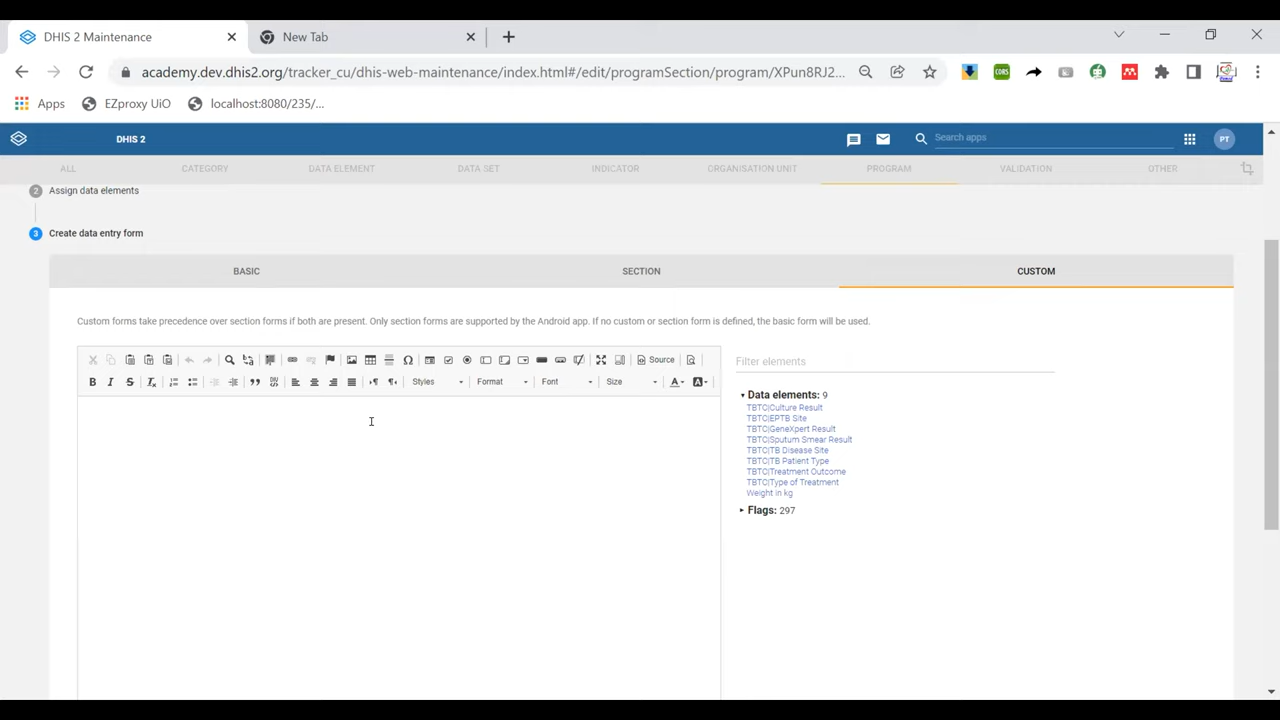 DHIS 2 Maintenance
New Tab
academy.dev.dhis2.org/tracker_cu/dhis-web-maintenance/index.html#/edit/programSection/program/XPun8RJ2...
CORS
Apps
EZproxy UiO
localhost:8080/235/...
DHIS 2
Search apps
PT
ALL
CATEGORY
DATA ELEMENT
DATA SET
INDICATOR
ORGANISATION UNIT
PROGRAM
VALIDATION
OTHER
2
Assign data elements
3
Create data entry form
BASIC
SECTION
CUSTOM
Custom forms take precedence over section forms if both are present. Only section forms are supported by the Android app. If no custom or section form is defined, the basic form will be used.
Source
Styles
Format
Font
Size
Filter elements
Data elements: 9
TBTC|Culture Result
TBTC|EPTB Site
TBTC|GeneXpert Result
TBTC|Sputum Smear Result
TBTC|TB Disease Site
TBTC|TB Patient Type
TBTC|Treatment Outcome
TBTC|Type of Treatment
Weight in kg
Flags: 297